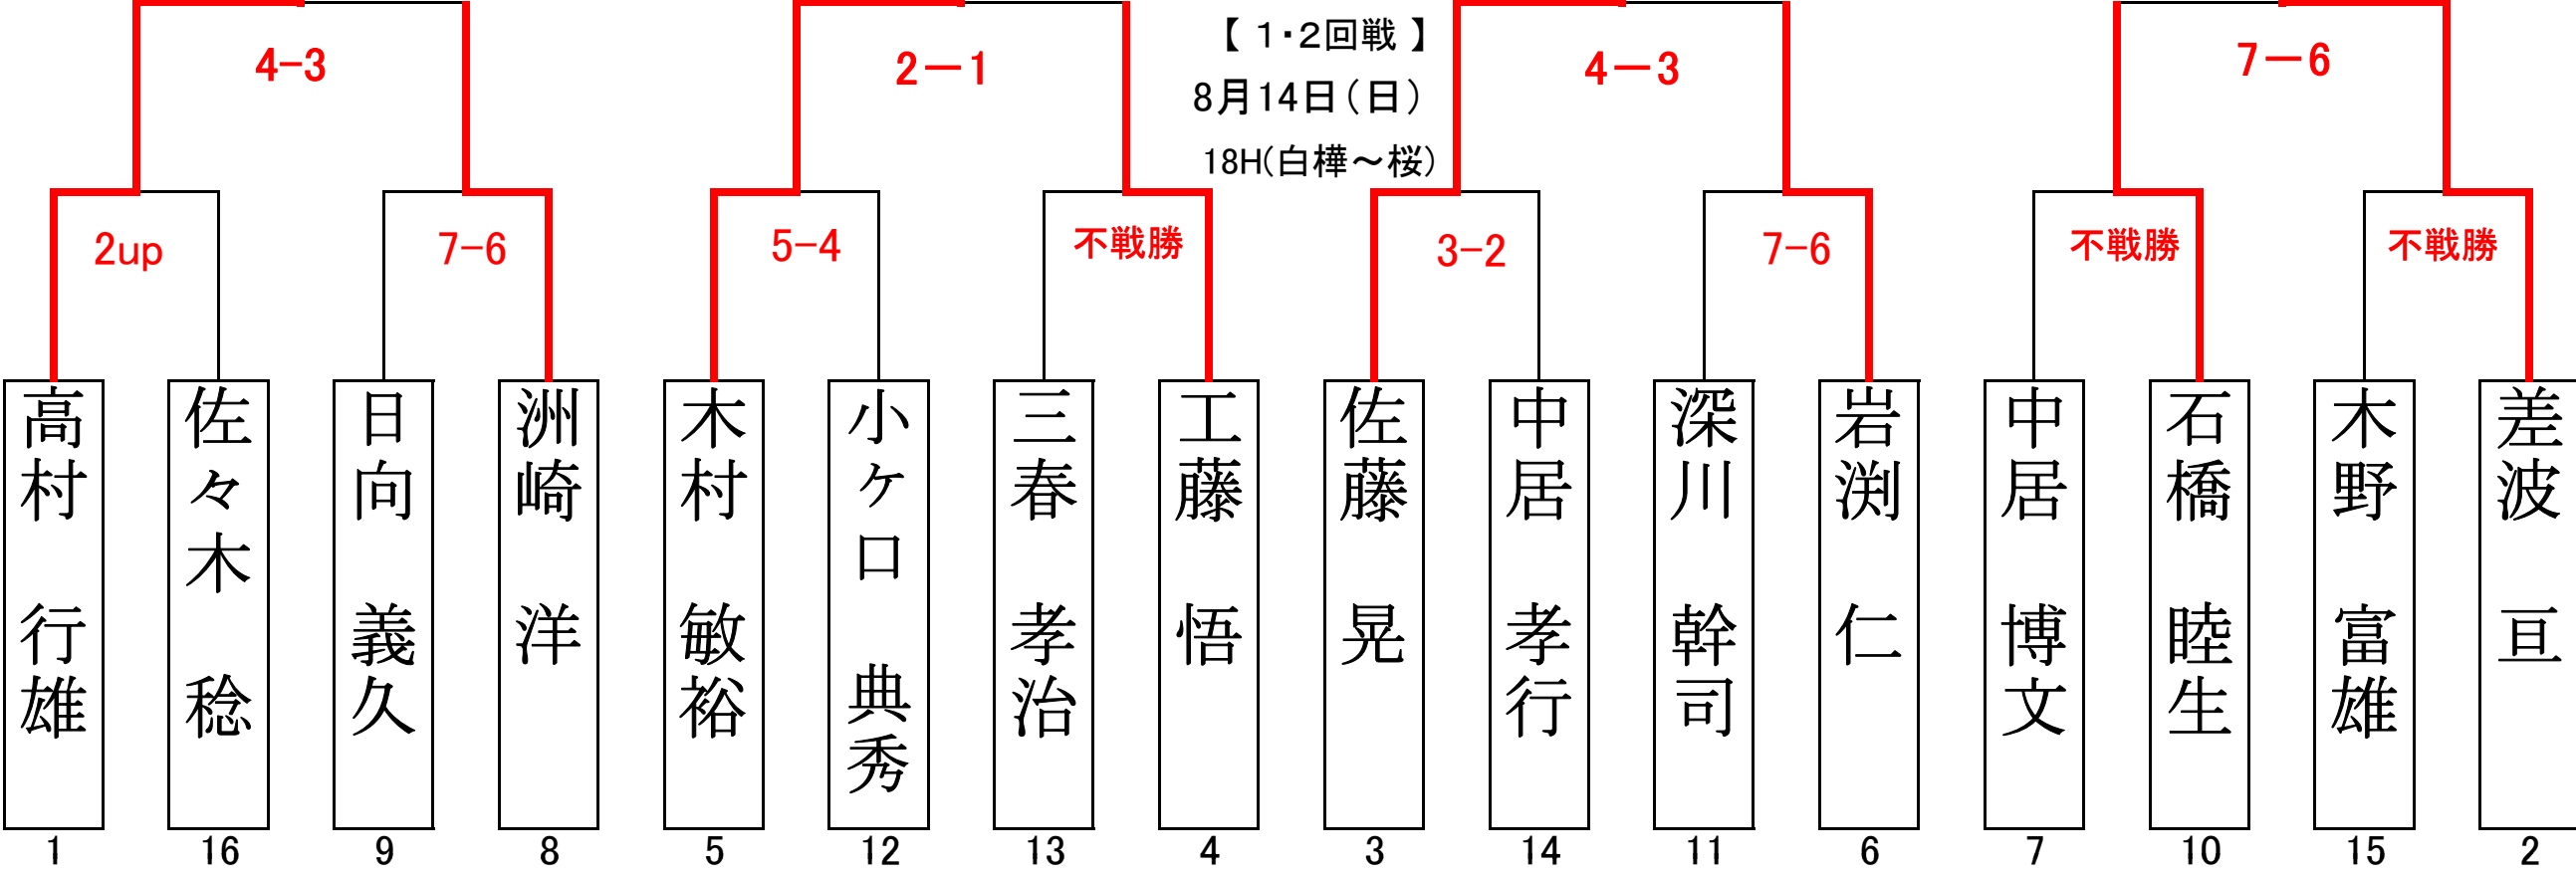 【 1・2回戦 】
4-3
2－1
4－3
7－6
8月14日（日）
18H(白樺～桜)
2up
7-6
5-4
不戦勝
3-2
7-6
不戦勝
不戦勝
高村 行雄
佐々木 稔
日向 義久
洲崎 洋
木村 敏裕
小ケ口 典秀
三春 孝治
工藤 悟
佐藤 晃
中居 孝行
深川 幹司
岩渕 仁
中居 博文
石橋 睦生
木野 富雄
差波 亘
1
16
9
8
5
12
13
4
3
14
11
6
7
10
15
2